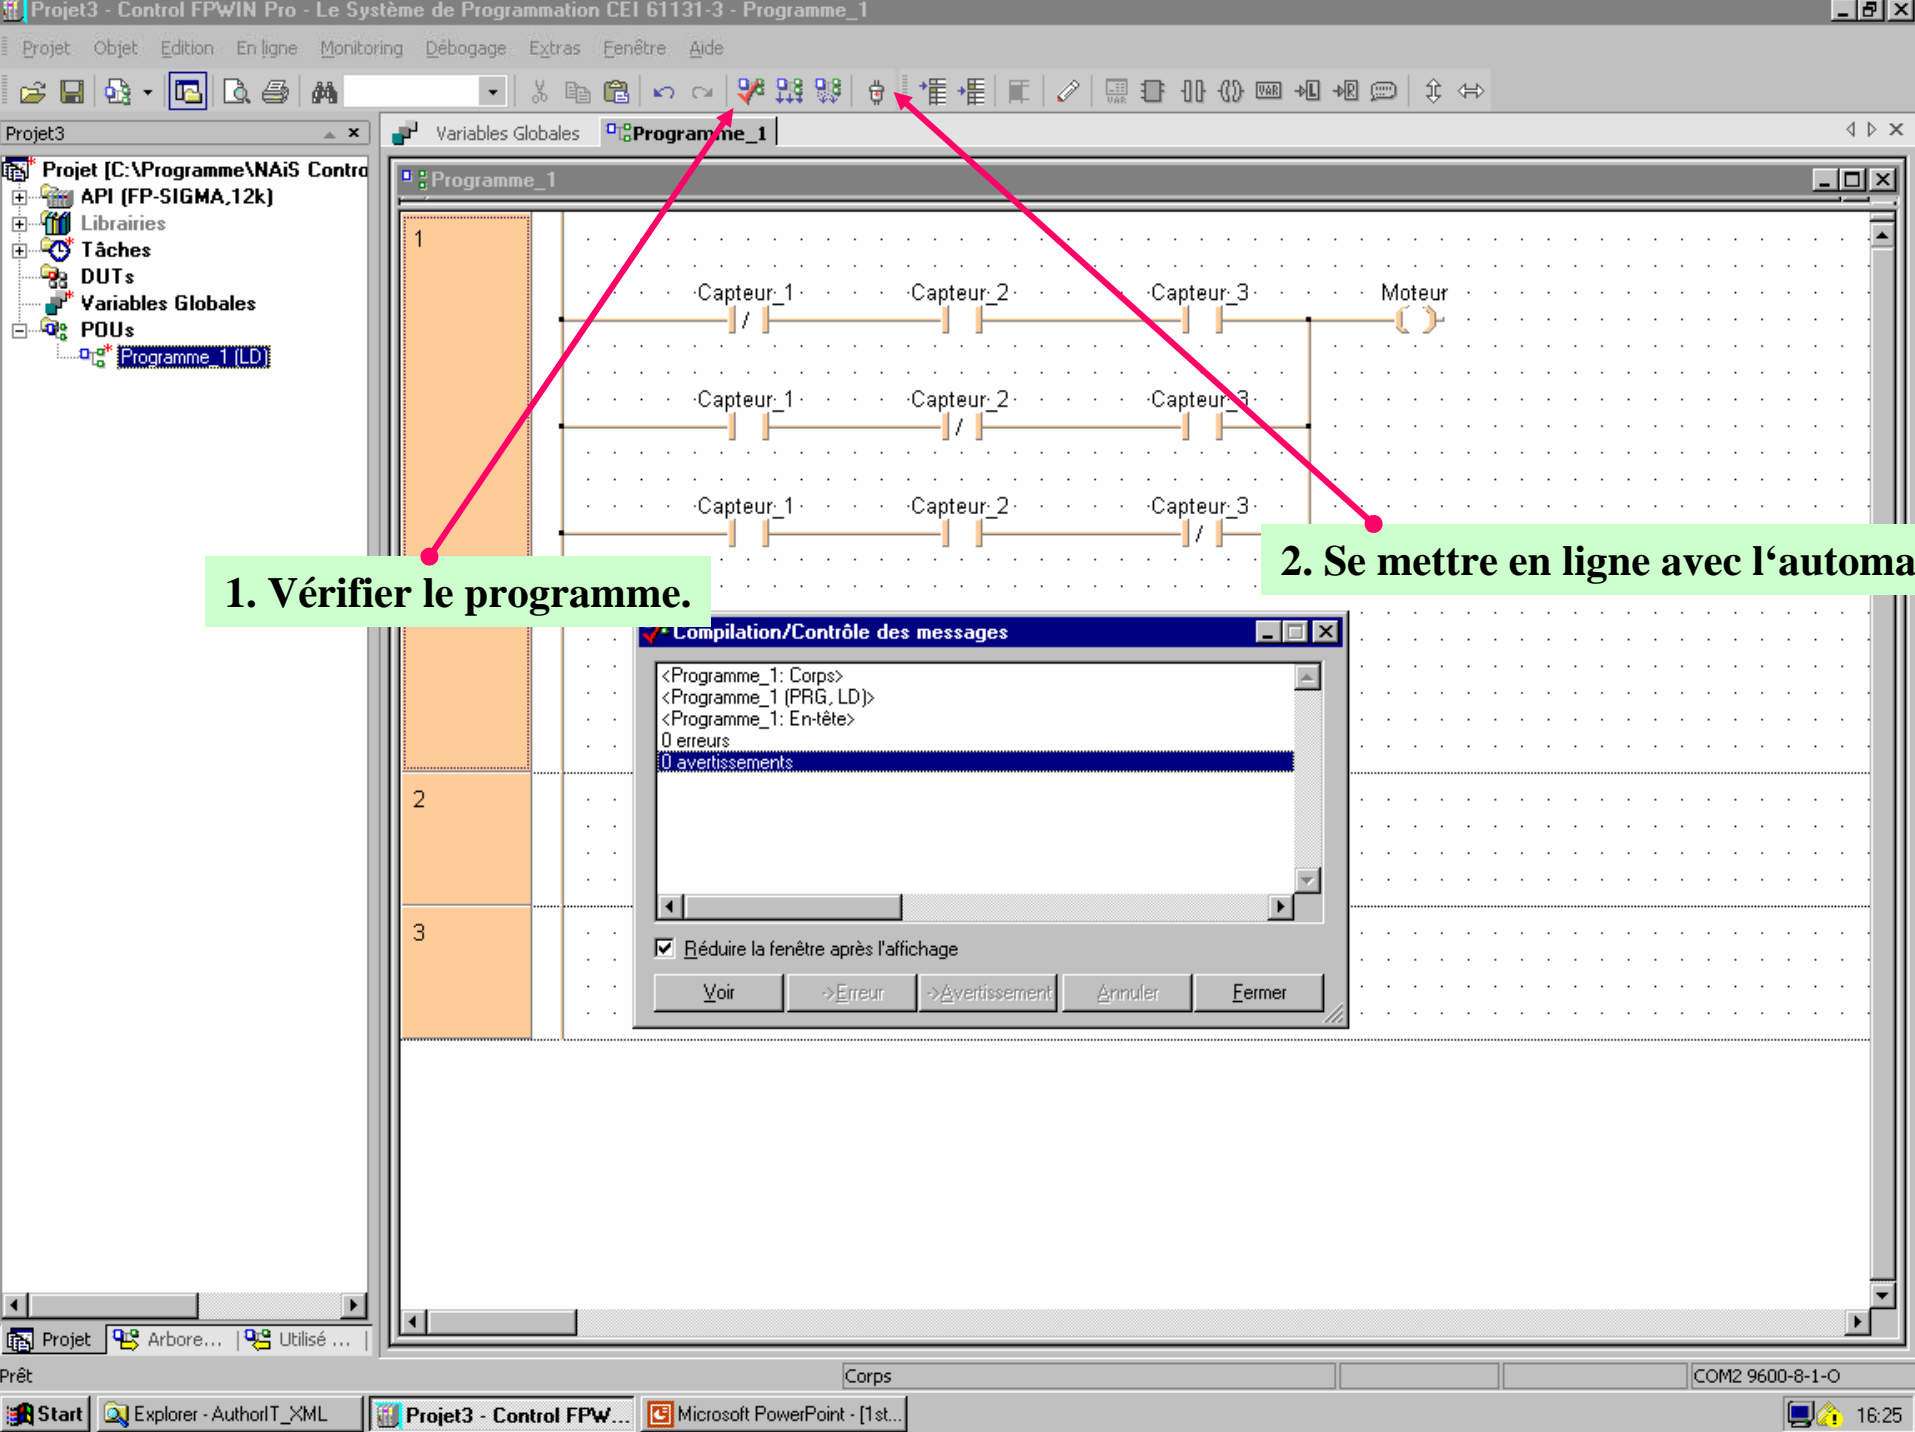 Projet3 - Control FPWIN Pro - Le Système de Programmation CEI 61131-3 - Programme_1
Projet Objet Edition En ligne Monitoring Débogage Extras Fenêtre Aide
Projet3
Variables Globales Programme_1
Projet [C:\Programme\NAiS Contro
API (FP-SIGMA,12k)
Librairies
Tâches
DUTs
Variables Globales
POUs
Programme_1 (LD)
Programme_1
1
Capteur_1 Capteur_2 Capteur_3 Moteur
Capteur_1 Capteur_2 Capteur_3
Capteur_1 Capteur_2 Capteur_3
1. Vérifier le programme.
2. Se mettre en ligne avec l‘automa
Compilation/Contrôle des messages
<Programme_1: Corps>
<Programme_1 (PRG, LD)>
<Programme_1: En-tête>
0 erreurs
0 avertissements
Réduire la fenêtre après l'affichage
Voir ->Erreur ->Avertissement Annuler Fermer
2
3
Projet Arbore... Utilisé ...
Prêt Corps COM2 9600-8-1-O
Start Explorer - AuthorIT_XML Projet3 - Control FPW... Microsoft PowerPoint - [1st... 16:25